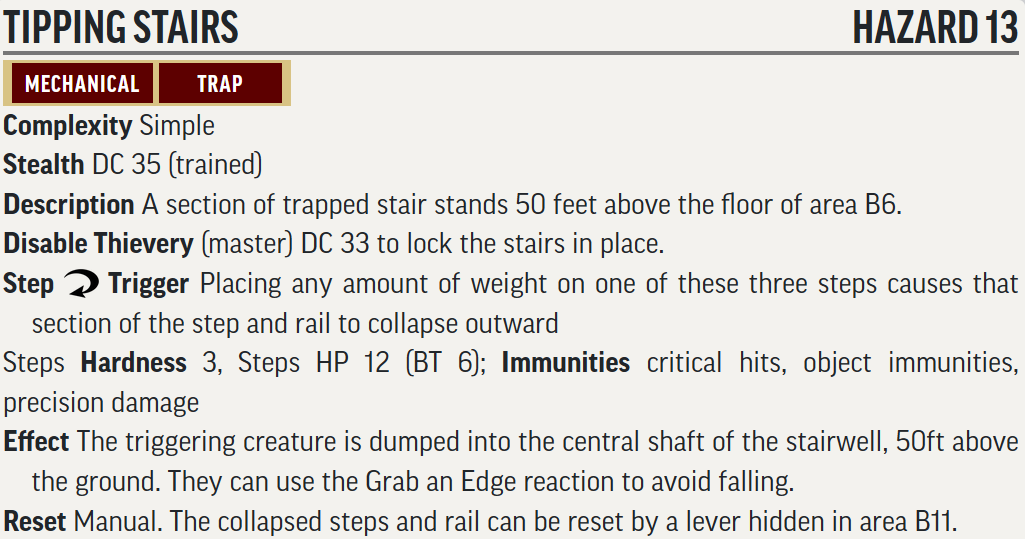 TIPPING STAIRS HAZARD 13
MECHANICAL TRAP
Complexity Simple
Stealth DC 35 (trained)
Description A section of trapped stair stands 50 feet above the floor of area B6.
Disable Thievery (master) DC 33 to lock the stairs in place.
Step Trigger Placing any amount of weight on one of these three steps causes that
section of the step and rail to collapse outward
Steps Hardness 3, Steps HP 12 (BT 6); Immunities critical hits, object immunities,
precision damage
Effect The triggering creature is dumped into the central shaft of the stairwell, 50ft above
the ground. They can use the Grab an Edge reaction to avoid falling.
Reset Manual. The collapsed steps and rail can be reset by a lever hidden in area B11.